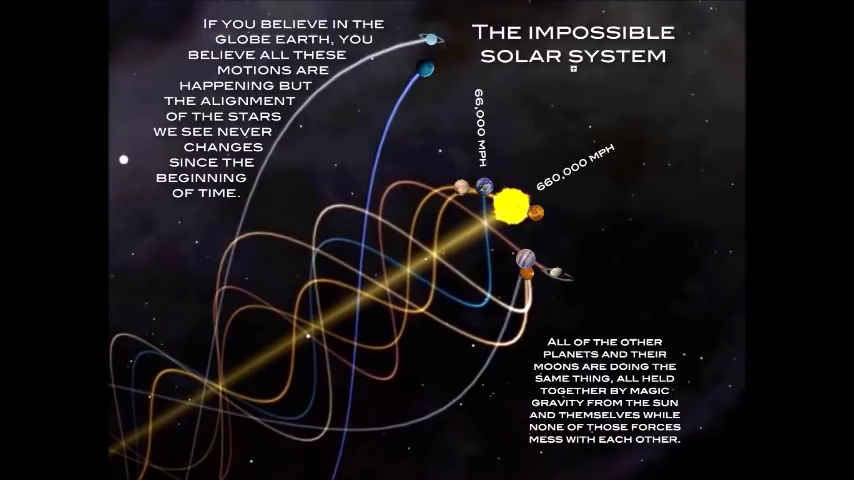 If you believe in the
globe earth, you
believe all these
motions are
happening but
the alignment
of the stars
we see never
changes
since the
beginning
of time.
The impossible
solar system
66,000 mph
660,000 mph
All of the other
planets and their
moons are doing the
same thing, all held
together by magic
gravity from the sun
and themselves while
none of those forces
mess with each other.